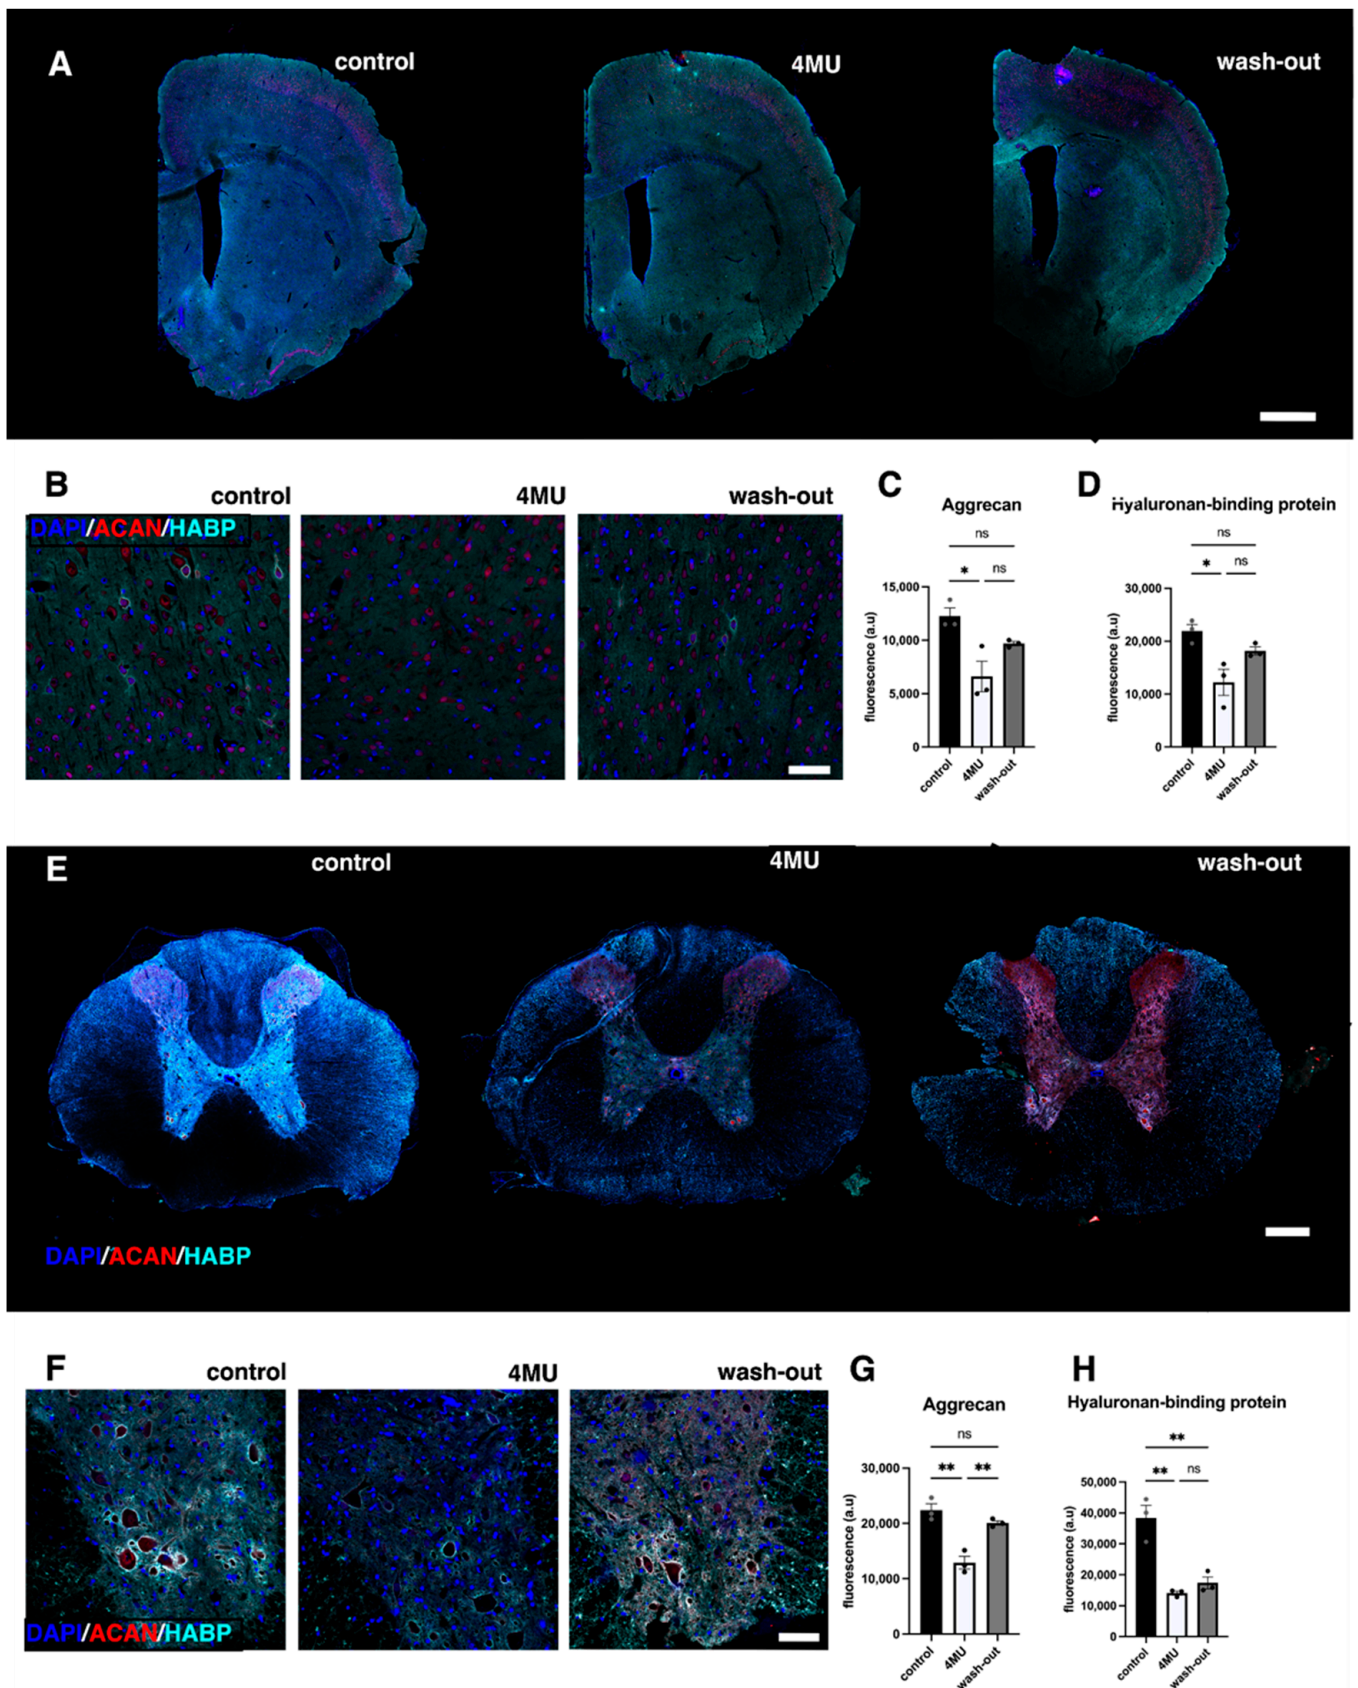 A
control
4MU
wash-out
B
control
4MU
wash-out
DAPI/ACAN/HABP
C
Aggrecan
ns
*
ns
fluorescence (a.u)
15,000
10,000
5,000
0
control
4MU
wash-out
D
Hyaluronan-binding protein
ns
*
ns
fluorescence (a.u)
30,000
20,000
10,000
0
control
4MU
wash-out
E
control
4MU
wash-out
DAPI/ACAN/HABP
F
control
4MU
wash-out
DAPI/ACAN/HABP
G
Aggrecan
ns
**
**
fluorescence (a.u)
30,000
20,000
10,000
0
control
4MU
wash-out
H
Hyaluronan-binding protein
**
**
ns
fluorescence (a.u)
50,000
40,000
30,000
20,000
10,000
0
control
4MU
wash-out